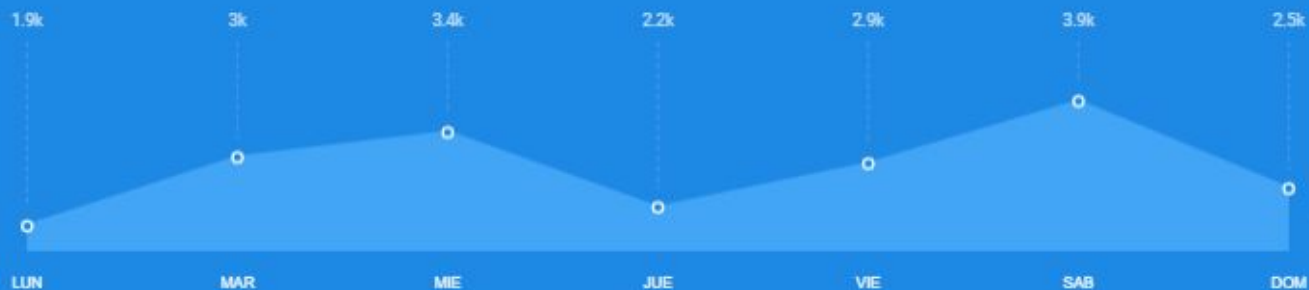 1.9k 3k 3.4k 2.2k 2.9k 3.9k 2.5k
LUN MAR MIE JUE VIE SAB DOM